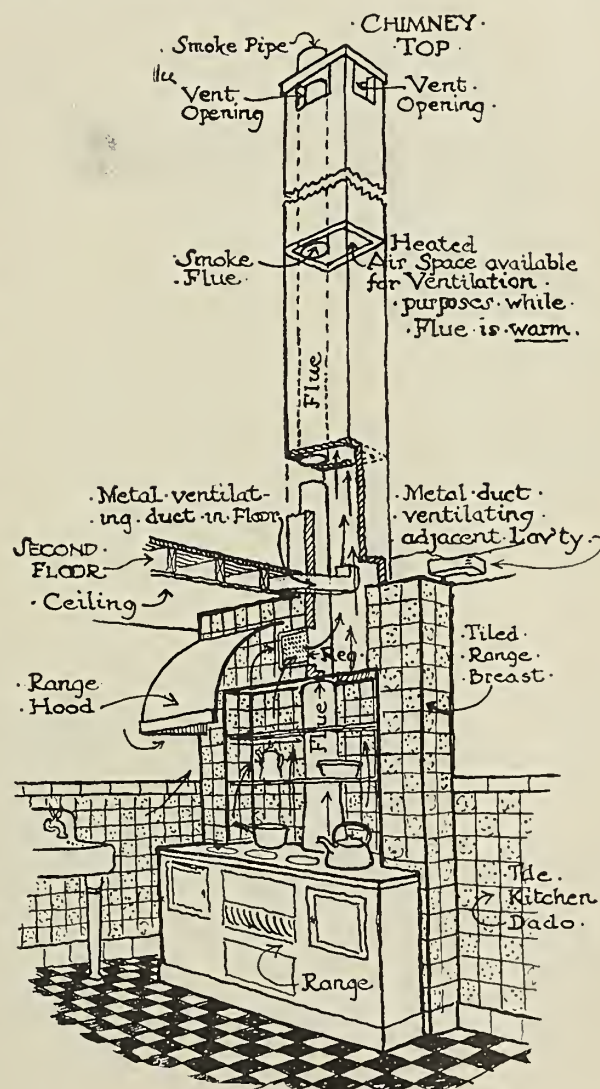 · CHIMNEY ·
· TOP ·
· Smoke Pipe
Vent
Opening
Vent ·
Opening ·
· Smoke
· Flue ·
Heated
Air Space available
for Ventilation ·
· purposes while ·
· Flue is warm.
Flue
· Metal ventilat-
· ing duct in Floor
· Metal duct ·
ventilating
adjacent Lav'ty ·
SECOND ·
FLOOR
· Ceiling
· Reg.
· Tiled
· Range
· Breast ·
· Range ·
· Hood
Flue
Kitchen
Dado ·
Range